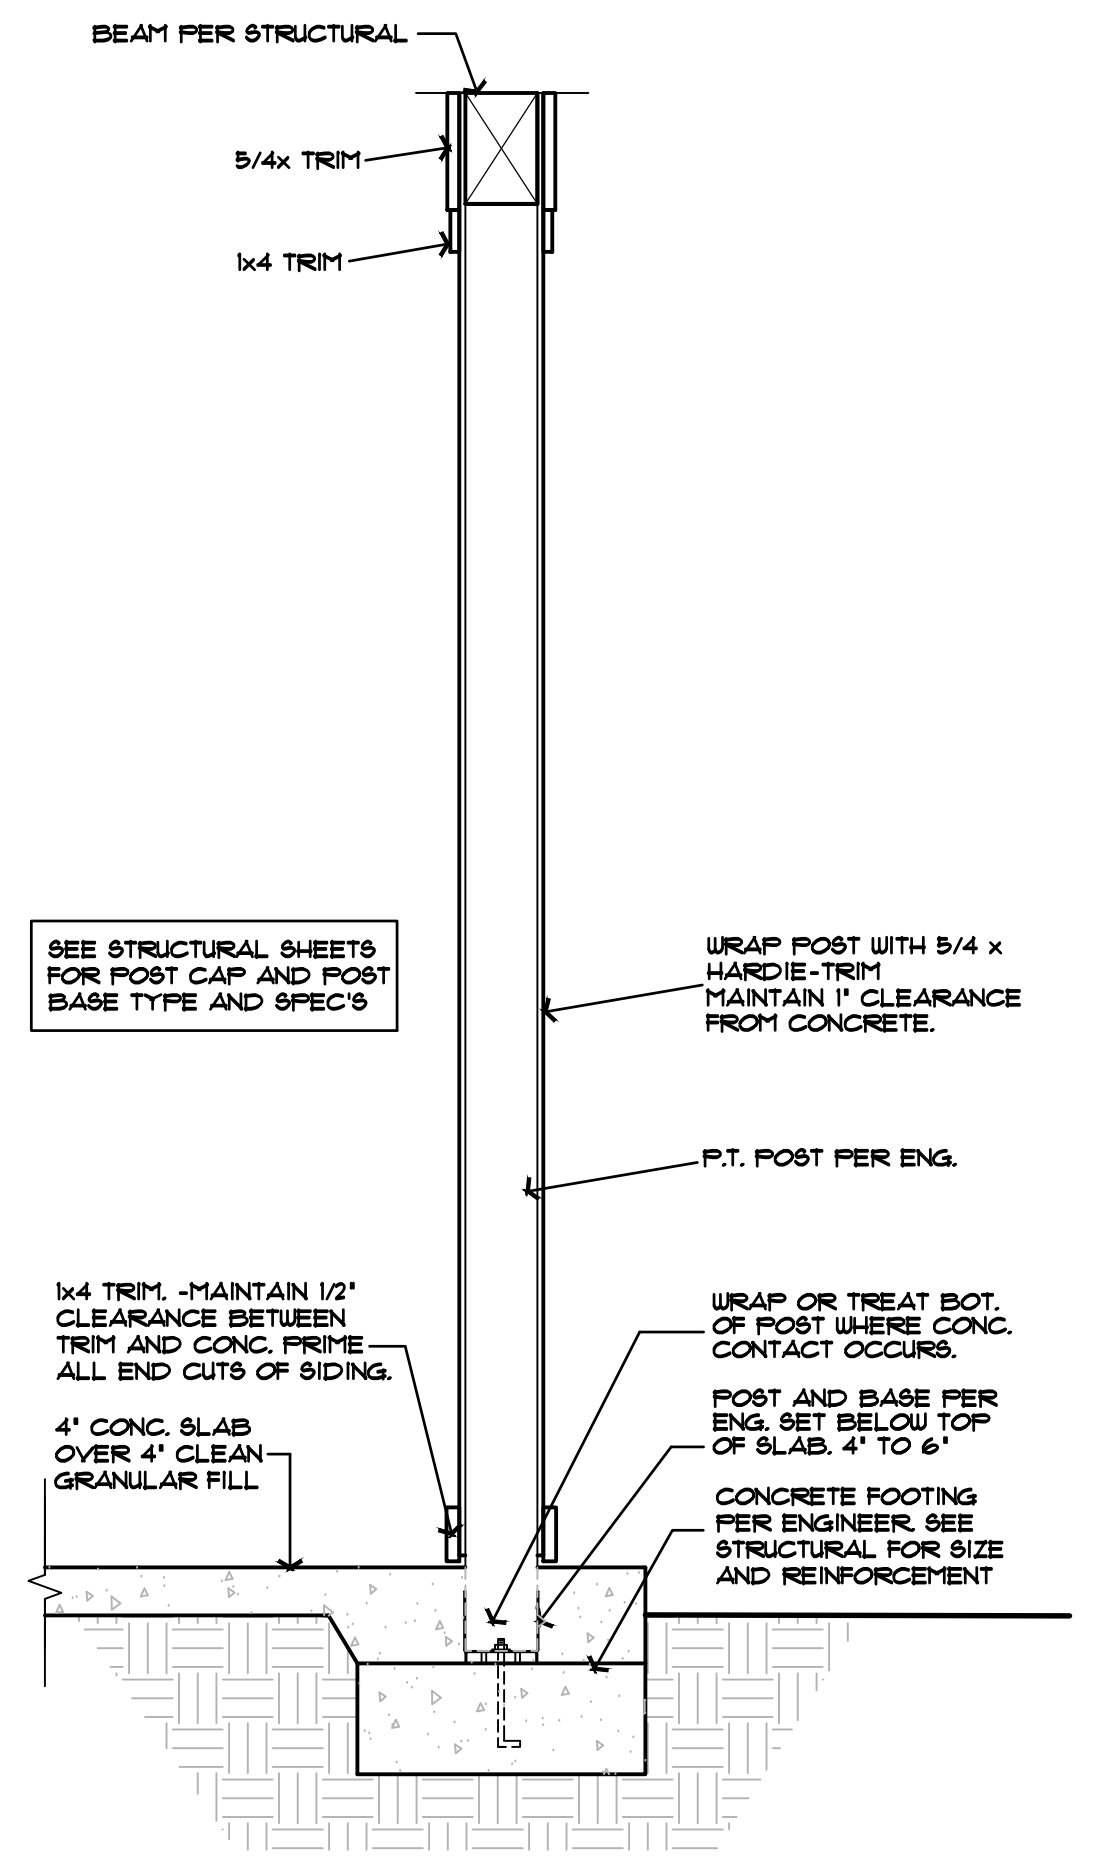 BEAM PER STRUCTURAL
5/4x TRIM
1x4 TRIM
SEE STRUCTURAL SHEETS
FOR POST CAP AND POST
BASE TYPE AND SPEC'S
WRAP POST WITH 5/4 x
HARDIE-TRIM
MAINTAIN 1" CLEARANCE
FROM CONCRETE.
P.T. POST PER ENG.
1x4 TRIM. -MAINTAIN 1/2"
CLEARANCE BETWEEN
TRIM AND CONC. PRIME
ALL END CUTS OF SIDING.
WRAP OR TREAT BOT.
OF POST WHERE CONC.
CONTACT OCCURS.
4" CONC. SLAB
OVER 4" CLEAN
GRANULAR FILL
POST AND BASE PER
ENG. SET BELOW TOP
OF SLAB. 4" TO 6"
CONCRETE FOOTING
PER ENGINEER. SEE
STRUCTURAL FOR SIZE
AND REINFORCEMENT